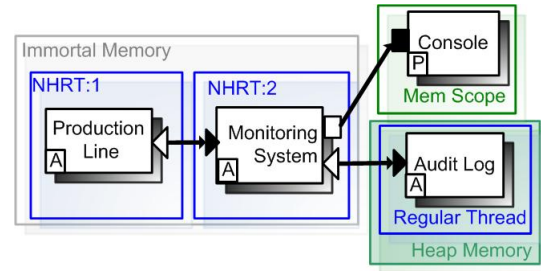 Immortal Memory
NHRT:1
Production
Line
A
NHRT:2
Monitoring
System
A
Console
P
Mem Scope
Audit Log
A
Regular Thread
Heap Memory